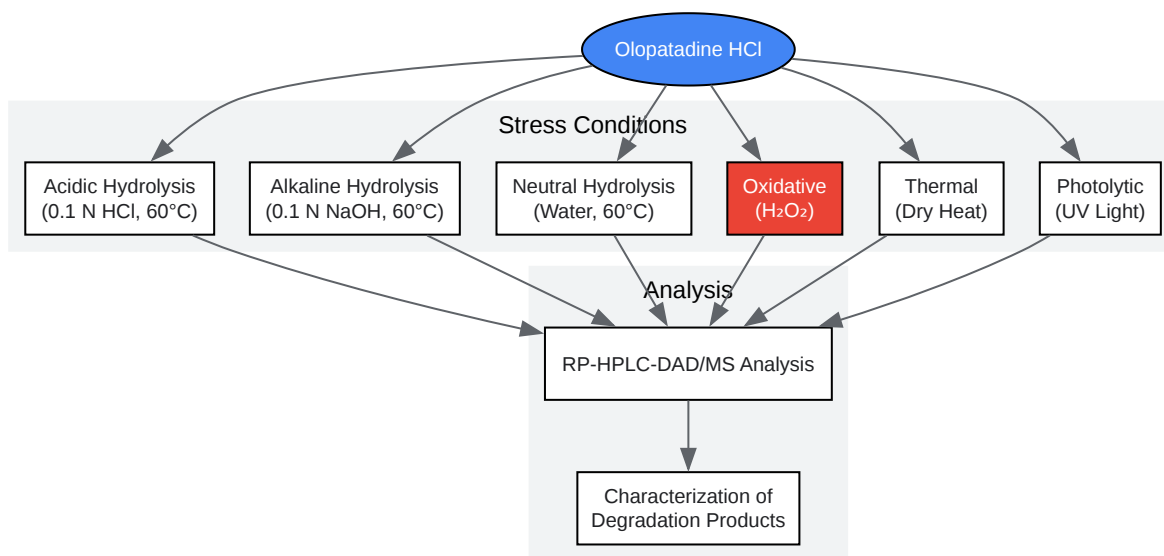 Olopatadine HCl
Stress Conditions
Acidic Hydrolysis
(0.1 N HCl, 60°C)
Alkaline Hydrolysis
(0.1 N NaOH, 60°C)
Neutral Hydrolysis
(Water, 60°C)
Oxidative
(H₂O₂)
Thermal
(Dry Heat)
Photolytic
(UV Light)
Analysis
RP-HPLC-DAD/MS Analysis
Characterization of
Degradation Products